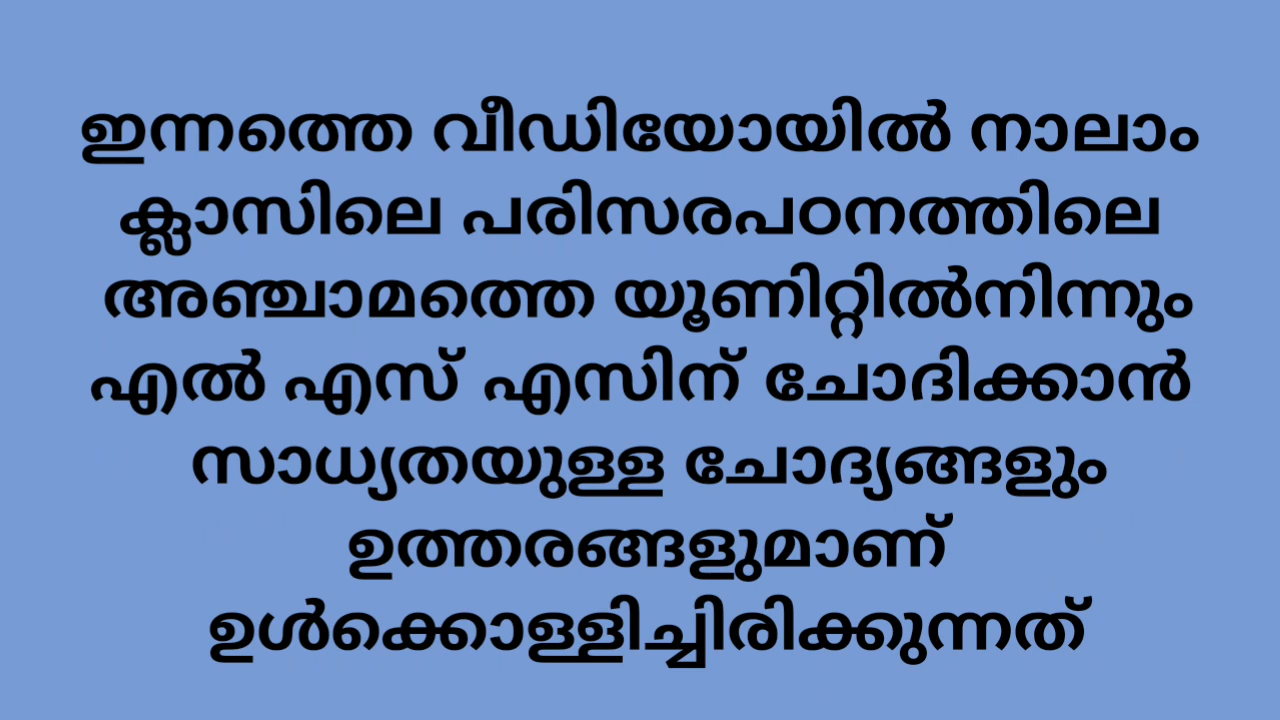 ഇന്നത്തെ വീഡിയോയിൽ നാലാം
ക്ലാസിലെ പരിസരപഠനത്തിലെ
അഞ്ചാമത്തെ യൂണിറ്റിൽനിന്നും
എൽ എസ് എസിന് ചോദിക്കാൻ
സാധ്യതയുള്ള ചോദ്യങ്ങളും
ഉത്തരങ്ങളുമാണ്
ഉൾക്കൊള്ളിച്ചിരിക്കുന്നത്